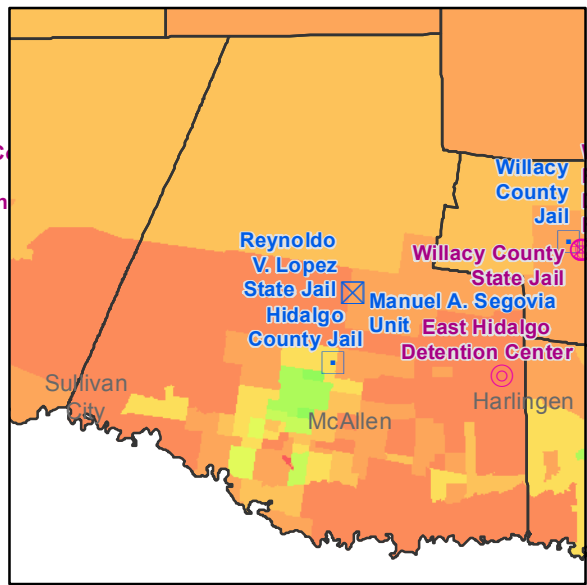 Willacy
County
Jail
Reynoldo
V. Lopez
State Jail
Willacy County
State Jail
Manuel A. Segovia
Unit
Hidalgo
County Jail
East Hidalgo
Detention Center
Sullivan
City
McAllen
Harlingen